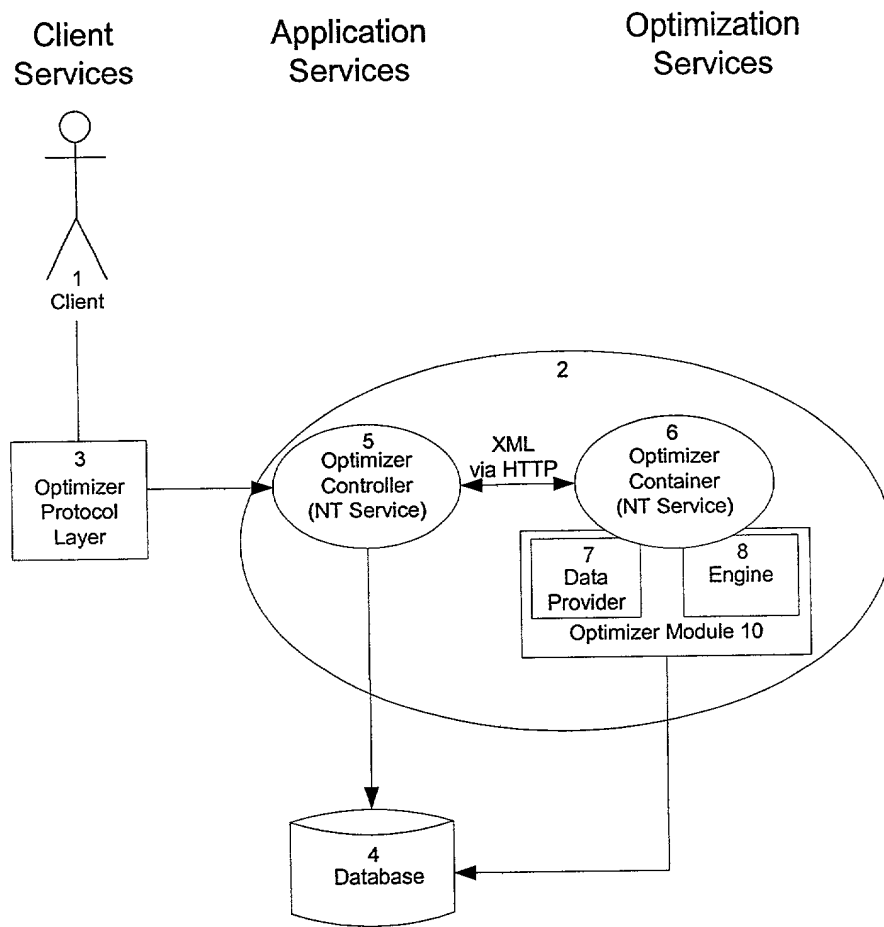 Client
Services
Application
Services
Optimization
Services
1
Client
2
3
Optimizer
Protocol
Layer
5
Optimizer
Controller
(NT Service)
XML
via HTTP
6
Optimizer
Container
(NT Service)
7
Data
Provider
8
Engine
Optimizer Module 10
4
Database